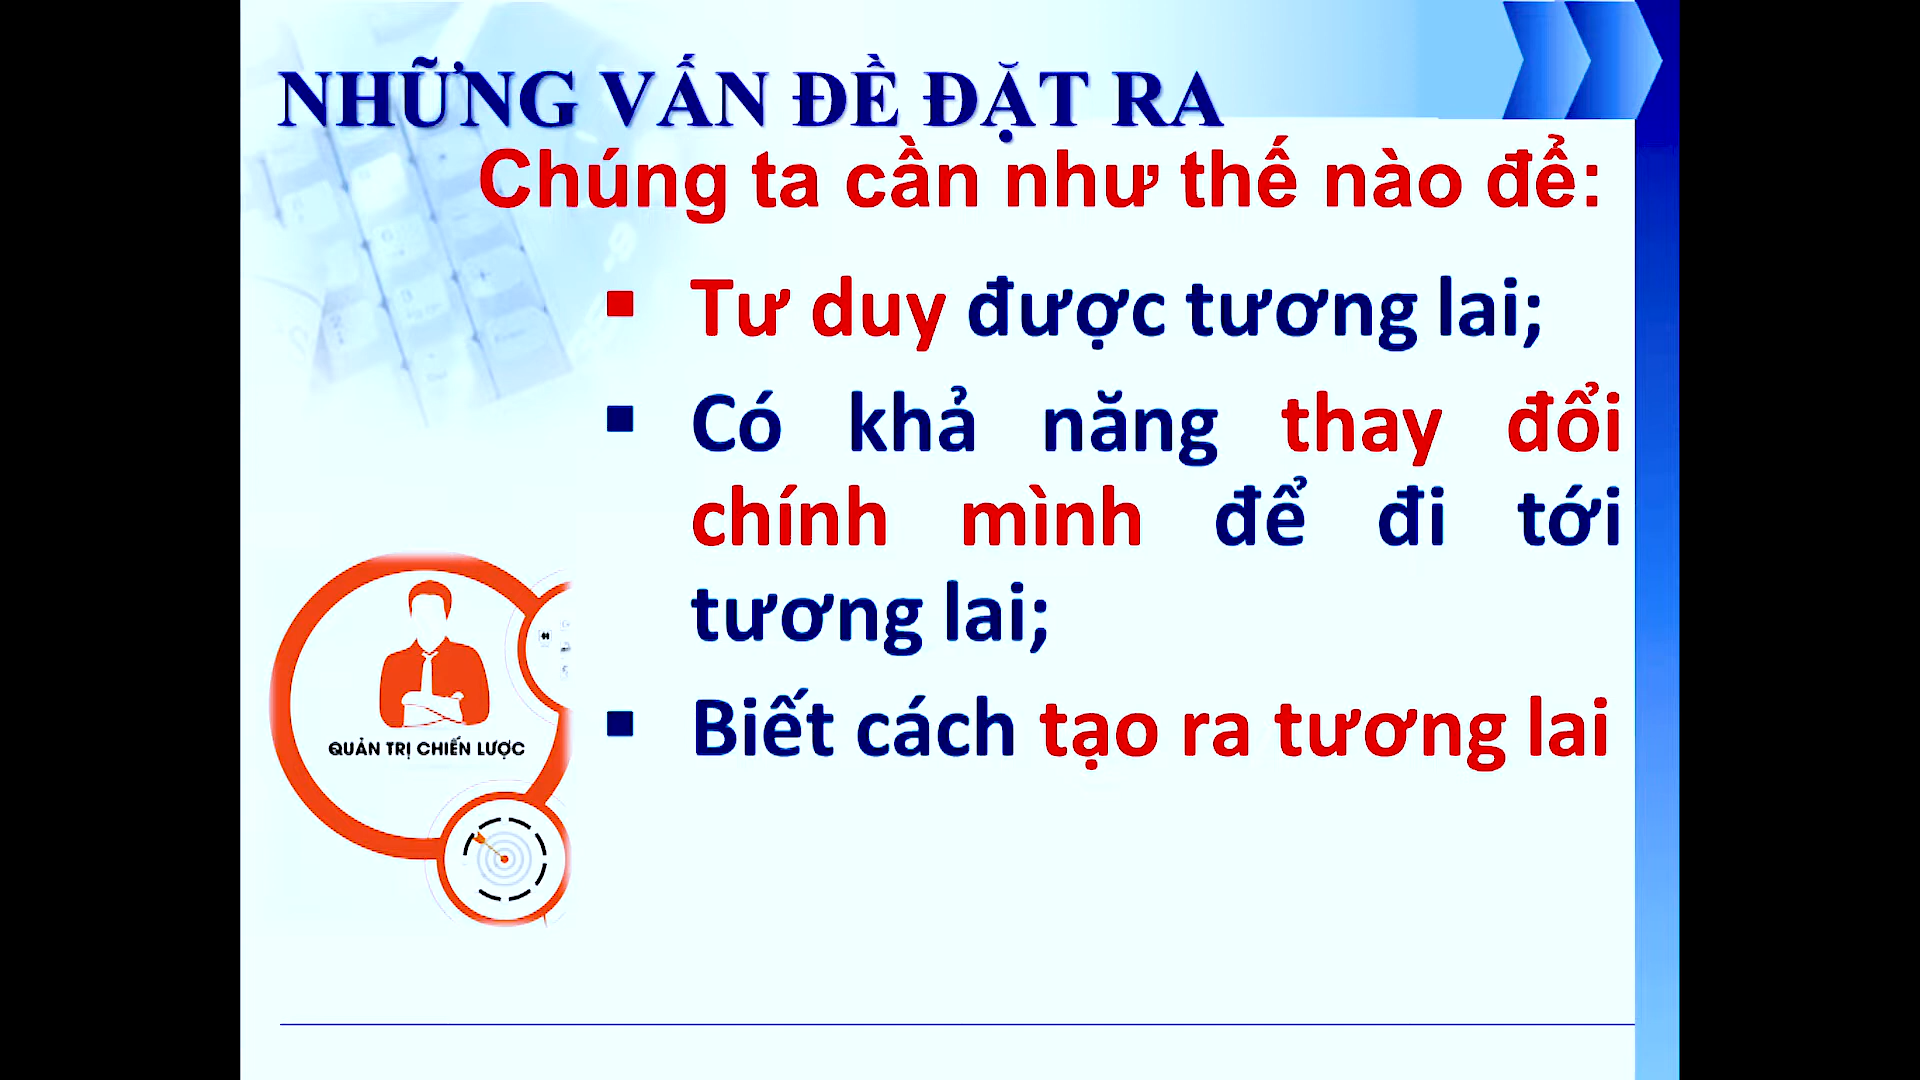 NHỮNG VẤN ĐỀ ĐẶT RA
Chúng ta cần như thế nào để:
Tư duy được tương lai;
Có khả năng thay đổi
chính mình để đi tới
tương lai;
Biết cách tạo ra tương lai
QUẢN TRỊ CHIẾN LƯỢC